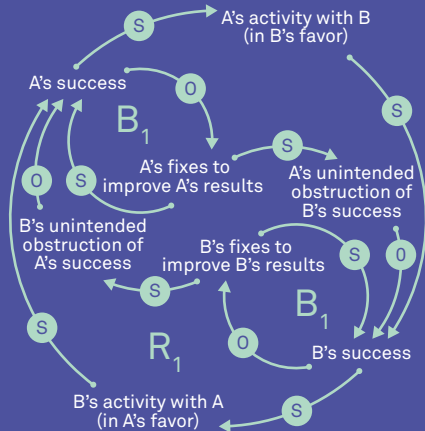 S
A's activity with B
(in B's favor)
A's success
O
S
B1
S
A's fixes to
improve A's results
O
S
A's unintended
obstruction of
B's success
B's unintended
obstruction of
A's success
B's fixes to
improve B's results
S
O
S
B1
S
R1
O
B's success
B's activity with A
(in A's favor)
S